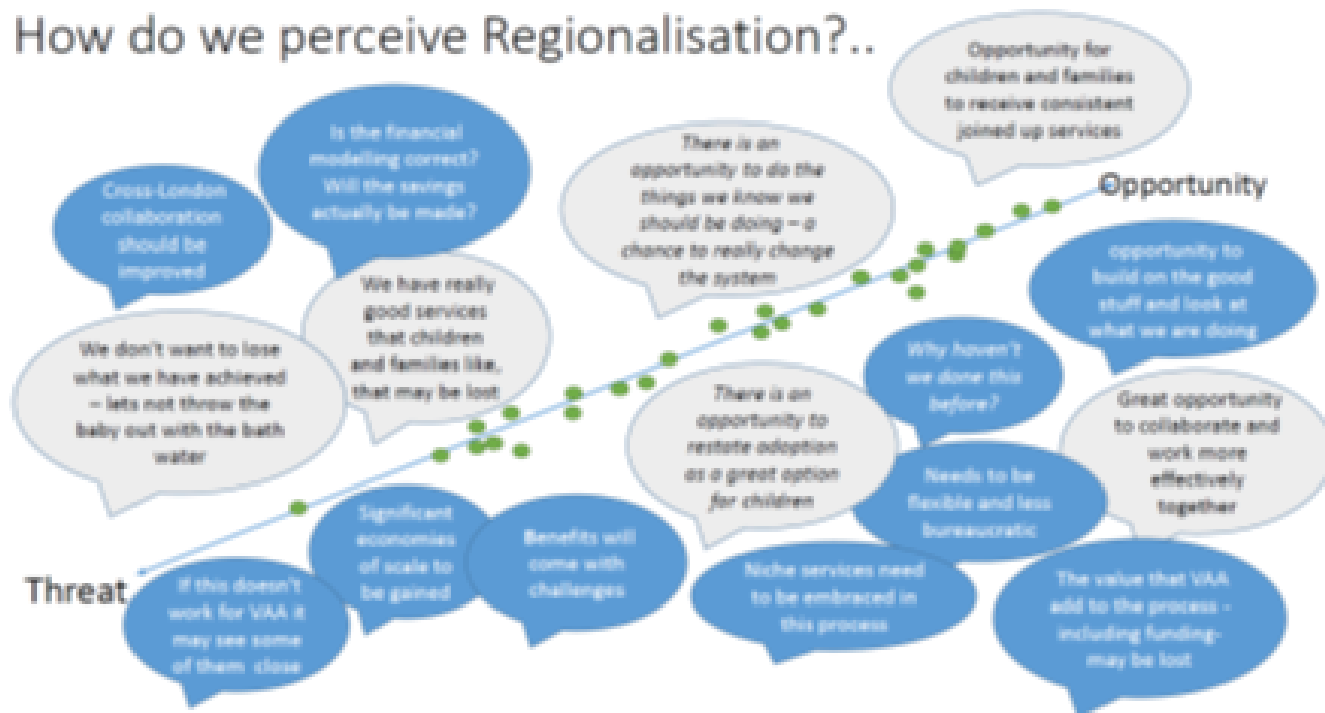 How do we perceive Regionalisation?..
Opportunity for
children and families
to receive consistent
joined up services
Is the financial
modelling correct?
Will the savings
actually be made?
There is an
opportunity to do the
things we know we
should be doing – a
chance to really change
the system
Cross-London
collaboration
should be
improved
Opportunity
opportunity to
build on the good
stuff and look at
what we are doing
We have really
good services
that children
and families like,
that may be lost
We don't want to lose
what we have achieved
– lets not throw the
baby out with the bath
water
Why haven't
we done this
before?
There is an
opportunity to
restate adoption
as a great option
for children
Great opportunity
to collaborate and
work more
effectively
together
Needs to be
flexible and less
bureaucratic
Significant
economies
of scale to
be gained
Benefits will
come with
challenges
Threat
If this doesn't
work for VAA it
may see some
of them close
Niche services need
to be embraced in
this process
The value that VAA
add to the process -
including funding-
may be lost